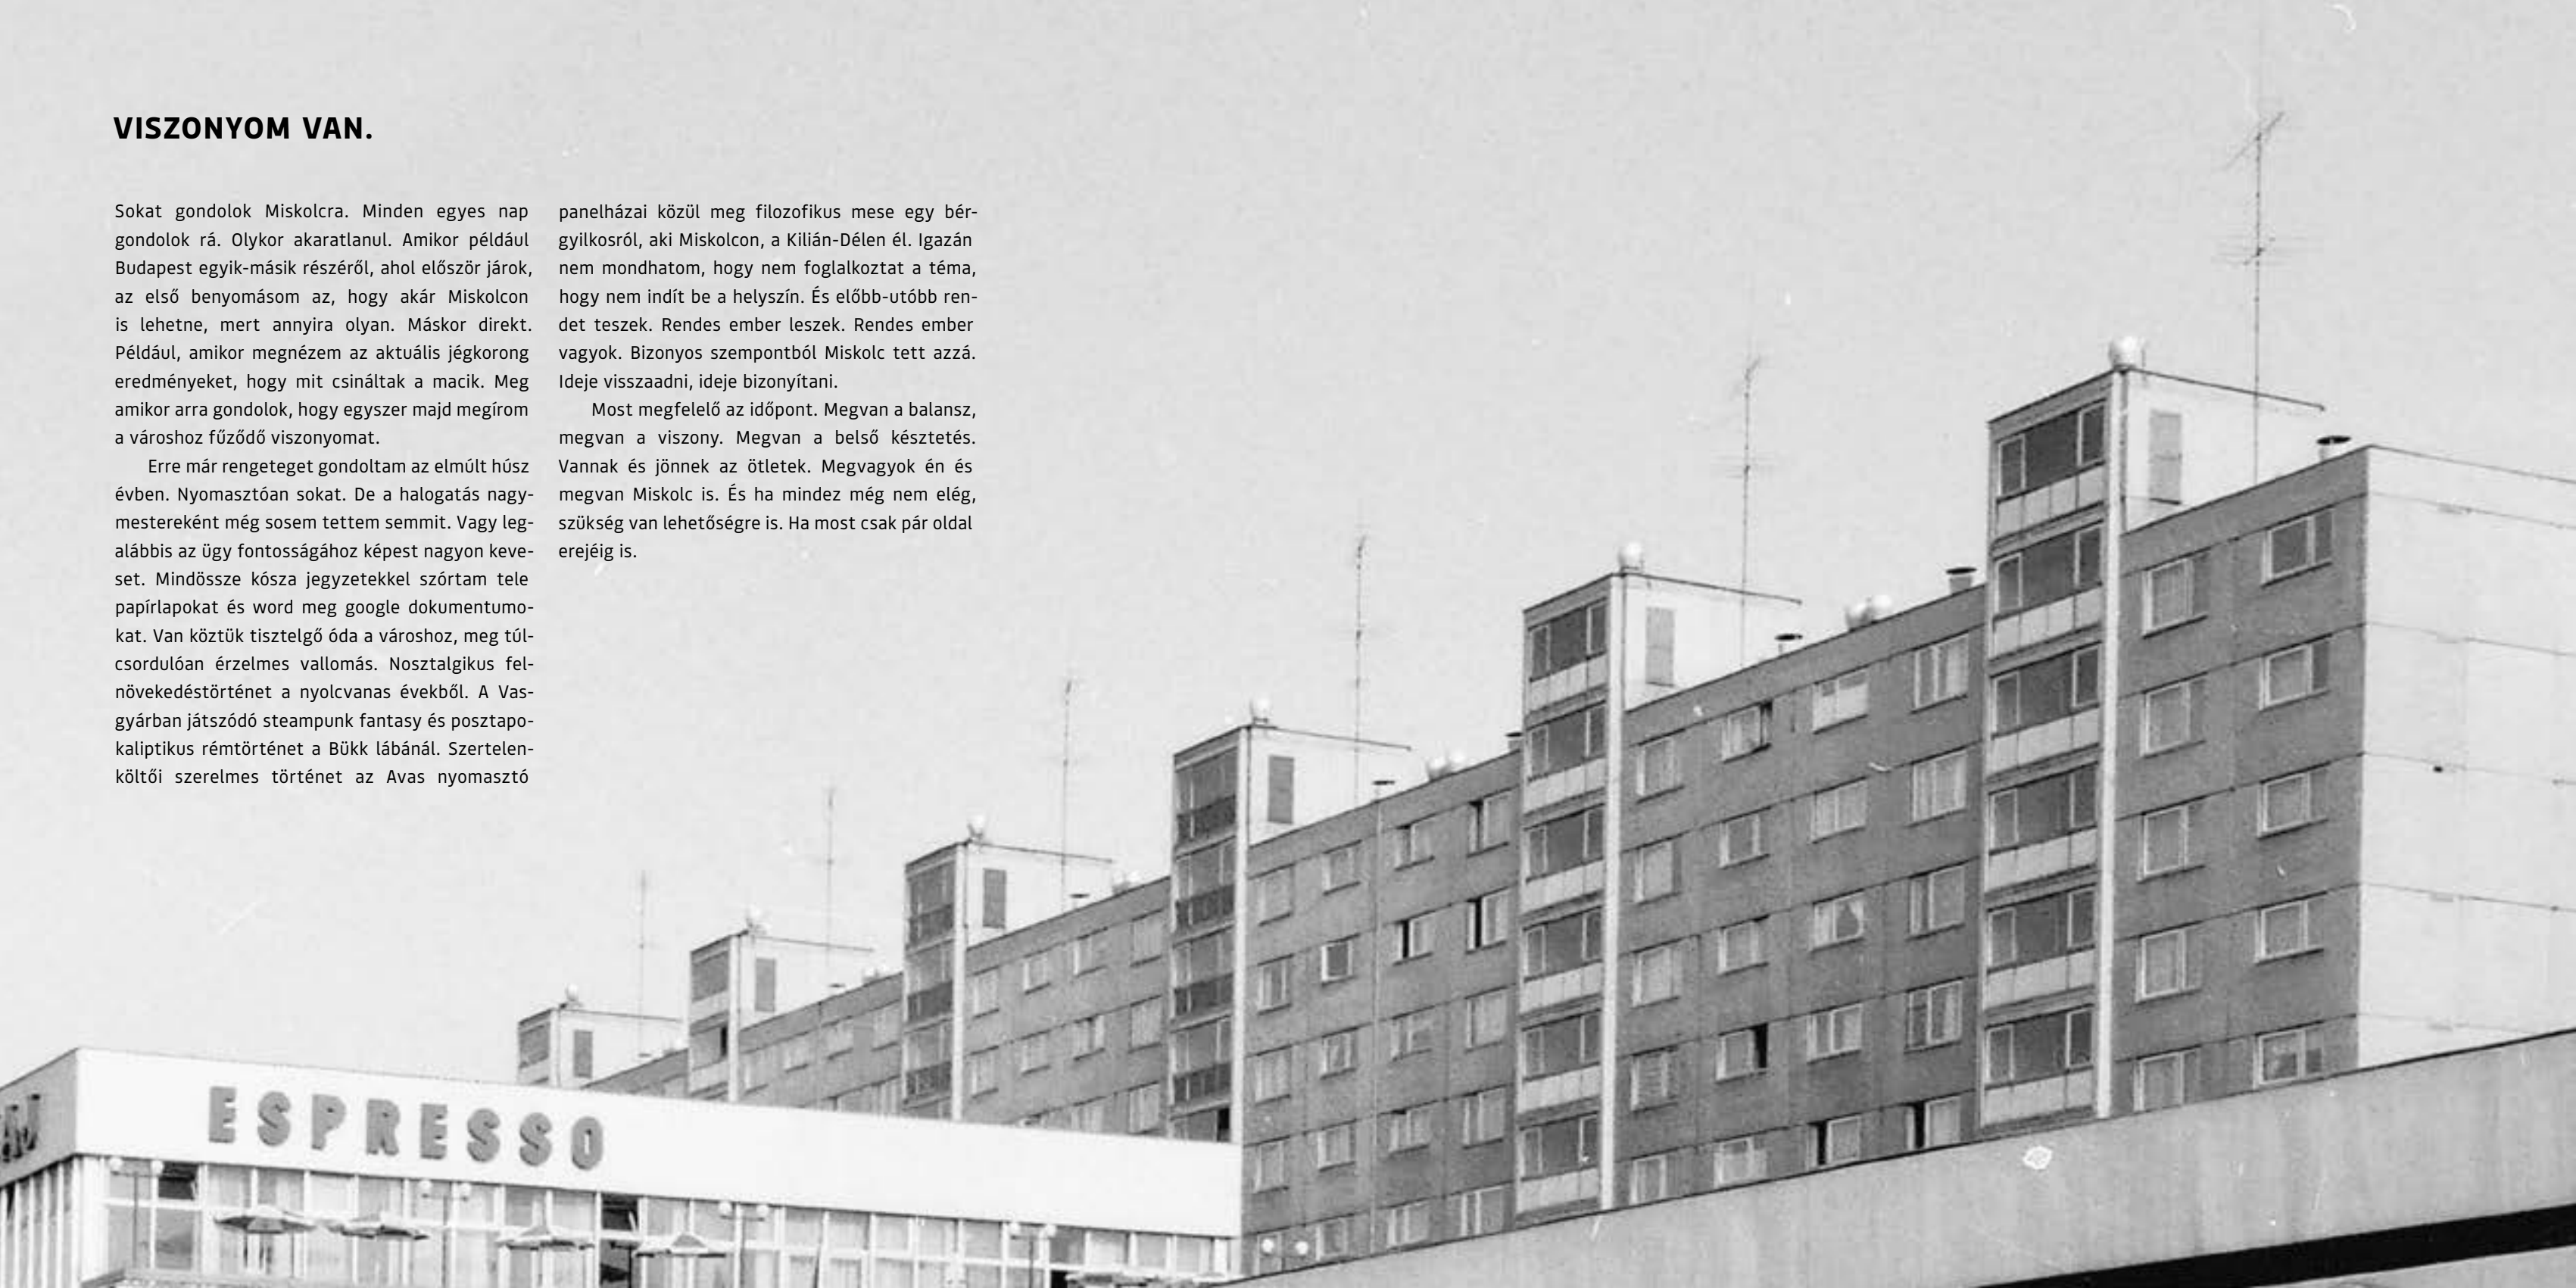 VISZONYOM VAN.
Sokat gondolok Miskolcra. Minden egyes nap
gondolok rá. Olykor akaratlanul. Amikor például
Budapest egyik-másik részéről, ahol először járok,
az első benyomásom az, hogy akár Miskolcon
is lehetne, mert annyira olyan. Máskor direkt.
Például, amikor megnézem az aktuális jégkorong
eredményeket, hogy mit csináltak a macik. Meg
amikor arra gondolok, hogy egyszer majd megírom
a városhoz fűződő viszonyomat.
Erre már rengeteget gondoltam az elmúlt húsz
évben. Nyomasztóan sokat. De a halogatás nagy-
mestereként még sosem tettem semmit. Vagy leg-
alábbis az ügy fontosságához képest nagyon keve-
set. Mindössze kósza jegyzetekkel szórtam tele
papírlapokat és word meg google dokumentumo-
kat. Van köztük tisztelgő óda a városhoz, meg túl-
csordulóan érzelmes vallomás. Nosztalgikus fel-
növekedéstörténet a nyolcvanas évekből. A Vas-
gyárban játszódó steampunk fantasy és posztapo-
kaliptikus rémtörténet a Bükk lábánál. Szertelen-
költői szerelmes történet az Avas nyomasztó
panelházai közül meg filozofikus mese egy bér-
gyilkosról, aki Miskolcon, a Kilián-Délen él. Igazán
nem mondhatom, hogy nem foglalkoztat a téma,
hogy nem indít be a helyszín. És előbb-utóbb ren-
det teszek. Rendes ember leszek. Rendes ember
vagyok. Bizonyos szempontból Miskolc tett azzá.
Ideje visszaadni, ideje bizonyítani.
Most megfelelő az időpont. Megvan a balansz,
megvan a viszony. Megvan a belső késztetés.
Vannak és jönnek az ötletek. Megvagyok én és
megvan Miskolc is. És ha mindez még nem elég,
szükség van lehetőségre is. Ha most csak pár oldal
erejéig is.
ESPRESSO